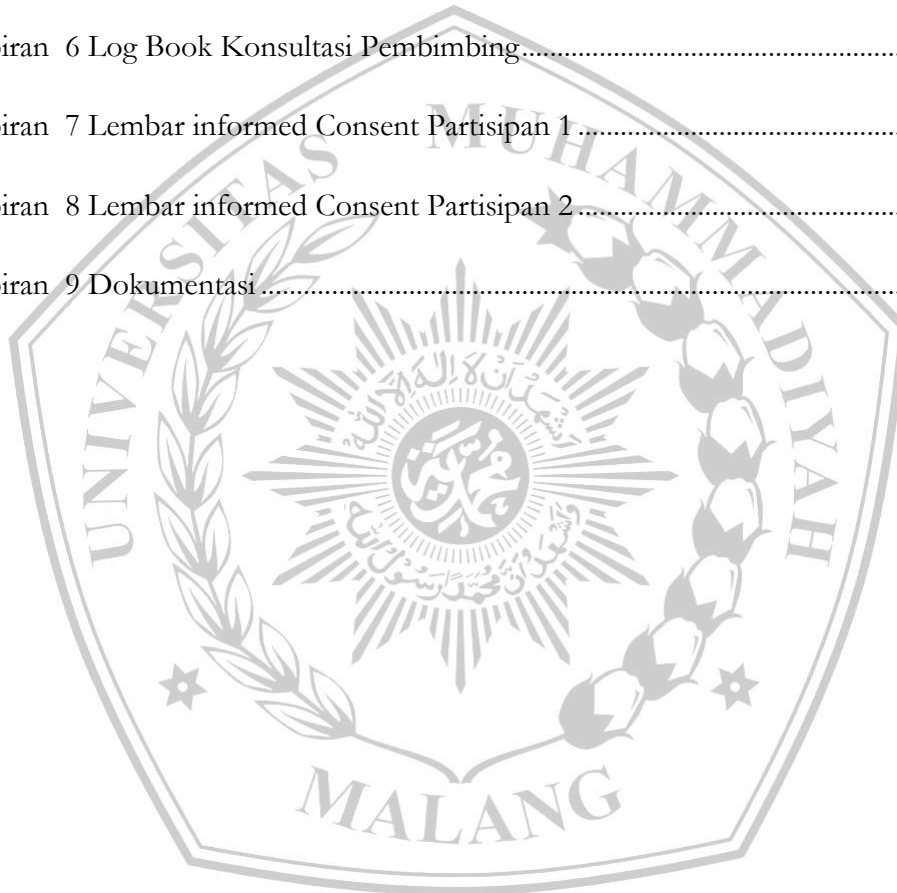 piran 6 Log Book Konsultasi Pembimbing..................................................
piran 7 Lembar informed Consent Partisipan 1..........................................
piran 8 Lembar informed Consent Partisipan 2..........................................
piran 9 Dokumentasi..................................................................................
UNIVERSITAS MUHAMMADIYAH
MALANG